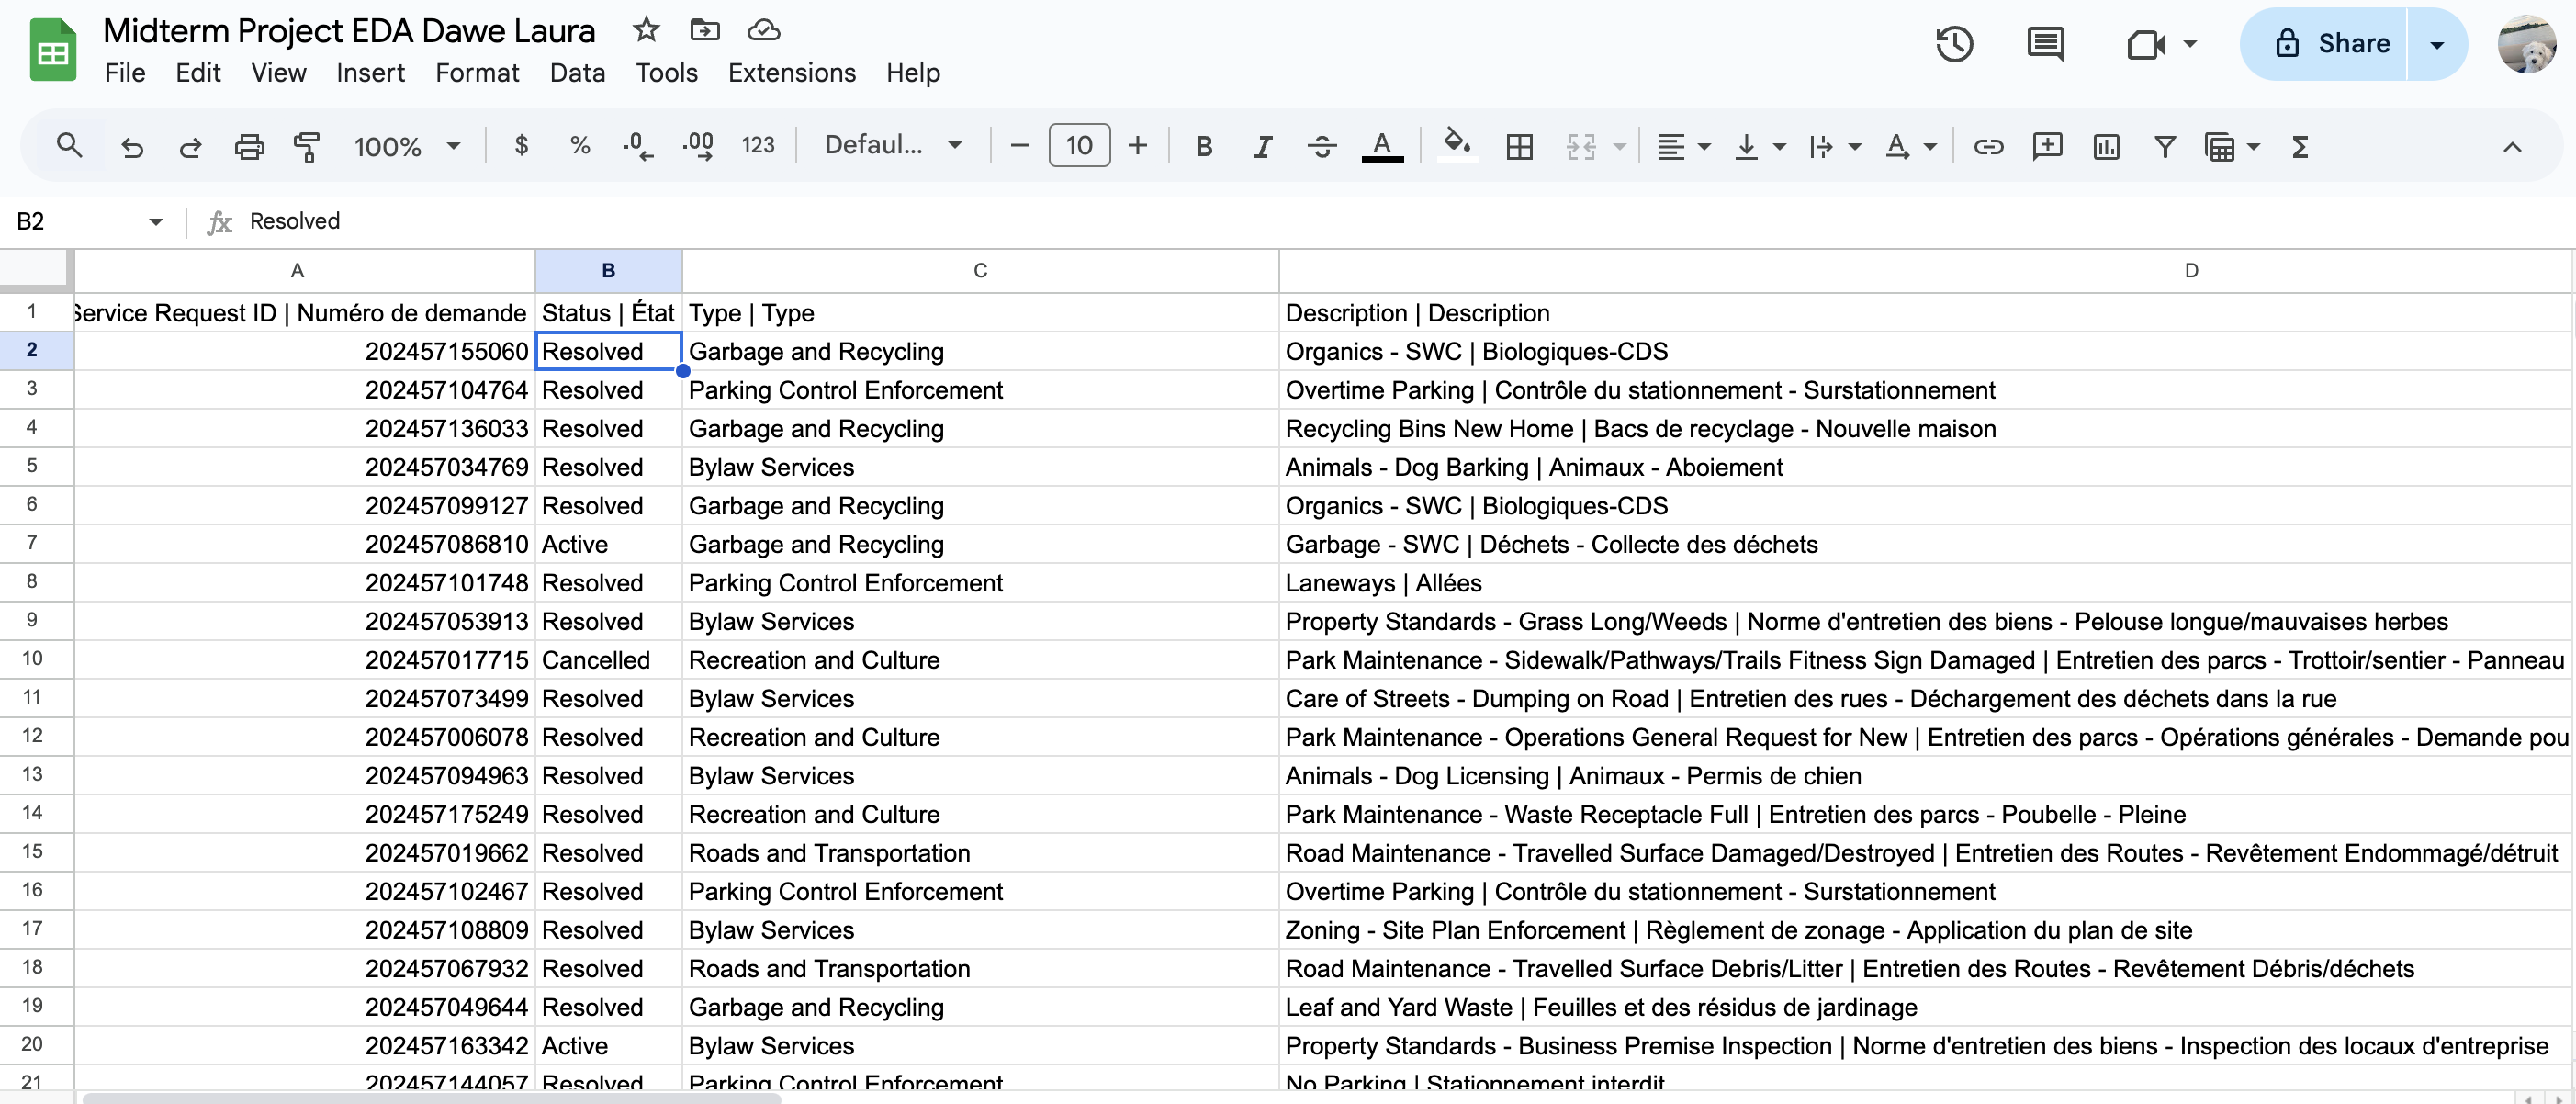 Midterm Project EDA Dawe Laura
File Edit View Insert Format Data Tools Extensions Help
Share
100% $ % .0 .00 123 Defaul... 10 B I A A Σ
B2 fx Resolved
A B C D
1 Service Request ID | Numéro de demande Status | État Type | Type Description | Description
2 202457155060 Resolved Garbage and Recycling Organics - SWC | Biologiques-CDS
3 202457104764 Resolved Parking Control Enforcement Overtime Parking | Contrôle du stationnement - Surstationnement
4 202457136033 Resolved Garbage and Recycling Recycling Bins New Home | Bacs de recyclage - Nouvelle maison
5 202457034769 Resolved Bylaw Services Animals - Dog Barking | Animaux - Aboiement
6 202457099127 Resolved Garbage and Recycling Organics - SWC | Biologiques-CDS
7 202457086810 Active Garbage and Recycling Garbage - SWC | Déchets - Collecte des déchets
8 202457101748 Resolved Parking Control Enforcement Laneways | Allées
9 202457053913 Resolved Bylaw Services Property Standards - Grass Long/Weeds | Norme d'entretien des biens - Pelouse longue/mauvaises herbes
10 202457017715 Cancelled Recreation and Culture Park Maintenance - Sidewalk/Pathways/Trails Fitness Sign Damaged | Entretien des parcs - Trottoir/sentier - Panneau
11 202457073499 Resolved Bylaw Services Care of Streets - Dumping on Road | Entretien des rues - Déchargement des déchets dans la rue
12 202457006078 Resolved Recreation and Culture Park Maintenance - Operations General Request for New | Entretien des parcs - Opérations générales - Demande pou
13 202457094963 Resolved Bylaw Services Animals - Dog Licensing | Animaux - Permis de chien
14 202457175249 Resolved Recreation and Culture Park Maintenance - Waste Receptacle Full | Entretien des parcs - Poubelle - Pleine
15 202457019662 Resolved Roads and Transportation Road Maintenance - Travelled Surface Damaged/Destroyed | Entretien des Routes - Revêtement Endommagé/détruit
16 202457102467 Resolved Parking Control Enforcement Overtime Parking | Contrôle du stationnement - Surstationnement
17 202457108809 Resolved Bylaw Services Zoning - Site Plan Enforcement | Règlement de zonage - Application du plan de site
18 202457067932 Resolved Roads and Transportation Road Maintenance - Travelled Surface Debris/Litter | Entretien des Routes - Revêtement Débris/déchets
19 202457049644 Resolved Garbage and Recycling Leaf and Yard Waste | Feuilles et des résidus de jardinage
20 202457163342 Active Bylaw Services Property Standards - Business Premise Inspection | Norme d'entretien des biens - Inspection des locaux d'entreprise
21 202457144057 Resolved Parking Control Enforcement No Parking | Stationnement interdit